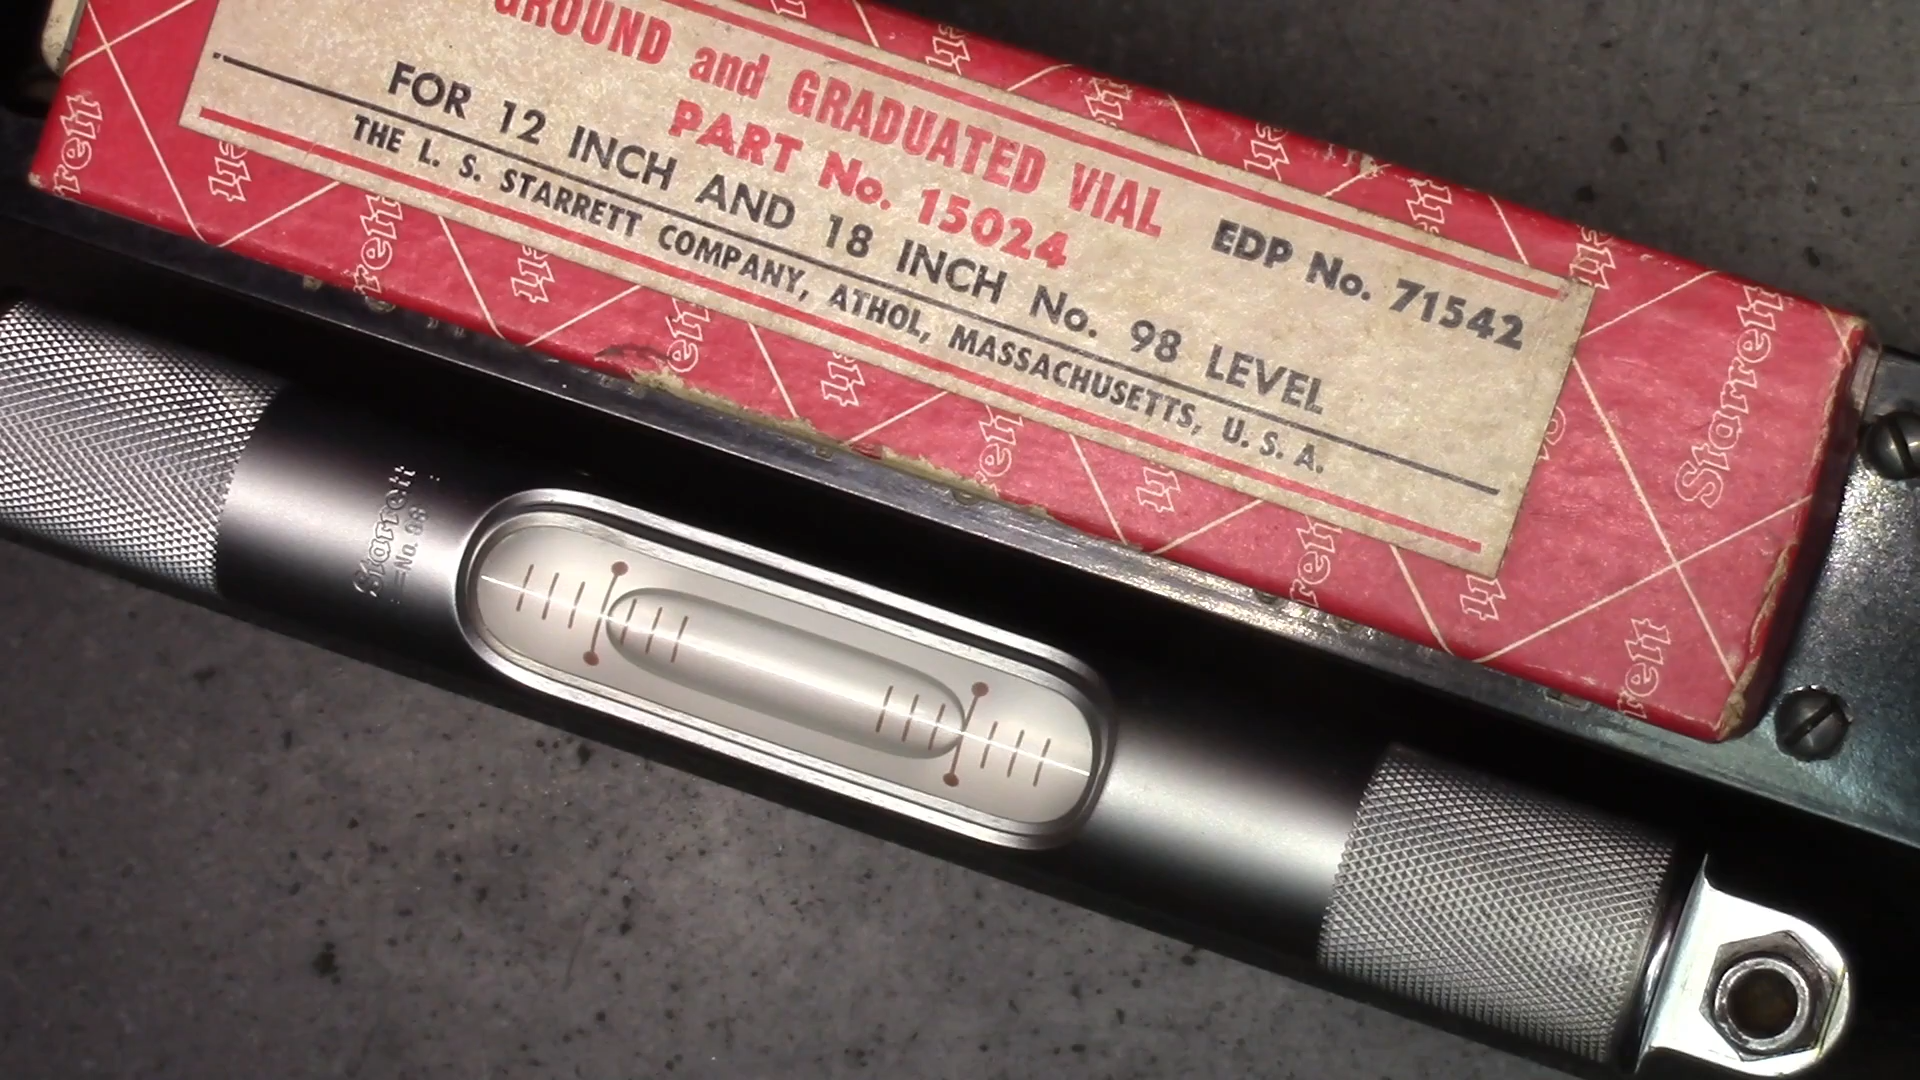 GROUND and GRADUATED VIAL
PART No. 15024
EDP No. 71542
FOR 12 INCH AND 18 INCH No. 98 LEVEL
THE L. S. STARRETT COMPANY, ATHOL, MASSACHUSETTS, U. S. A.
Starrett
Starrett
No. 98